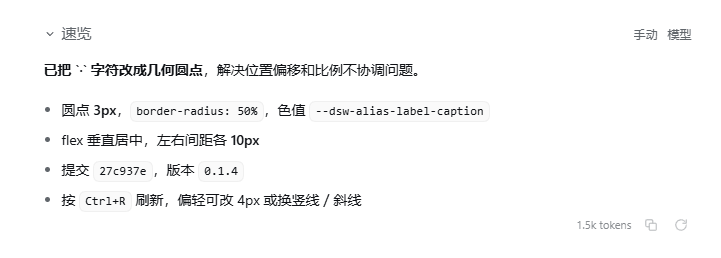 速览
手动 模型
已把 `·` 字符改成几何圆点，解决位置偏移和比例不协调问题。
圆点 3px， border-radius: 50% ，色值 --dsw-alias-label-caption
flex 垂直居中，左右间距各 10px
提交 27c937e ，版本 0.1.4
按 Ctrl+R 刷新，偏轻可改 4px 或换竖线 / 斜线
1.5k tokens